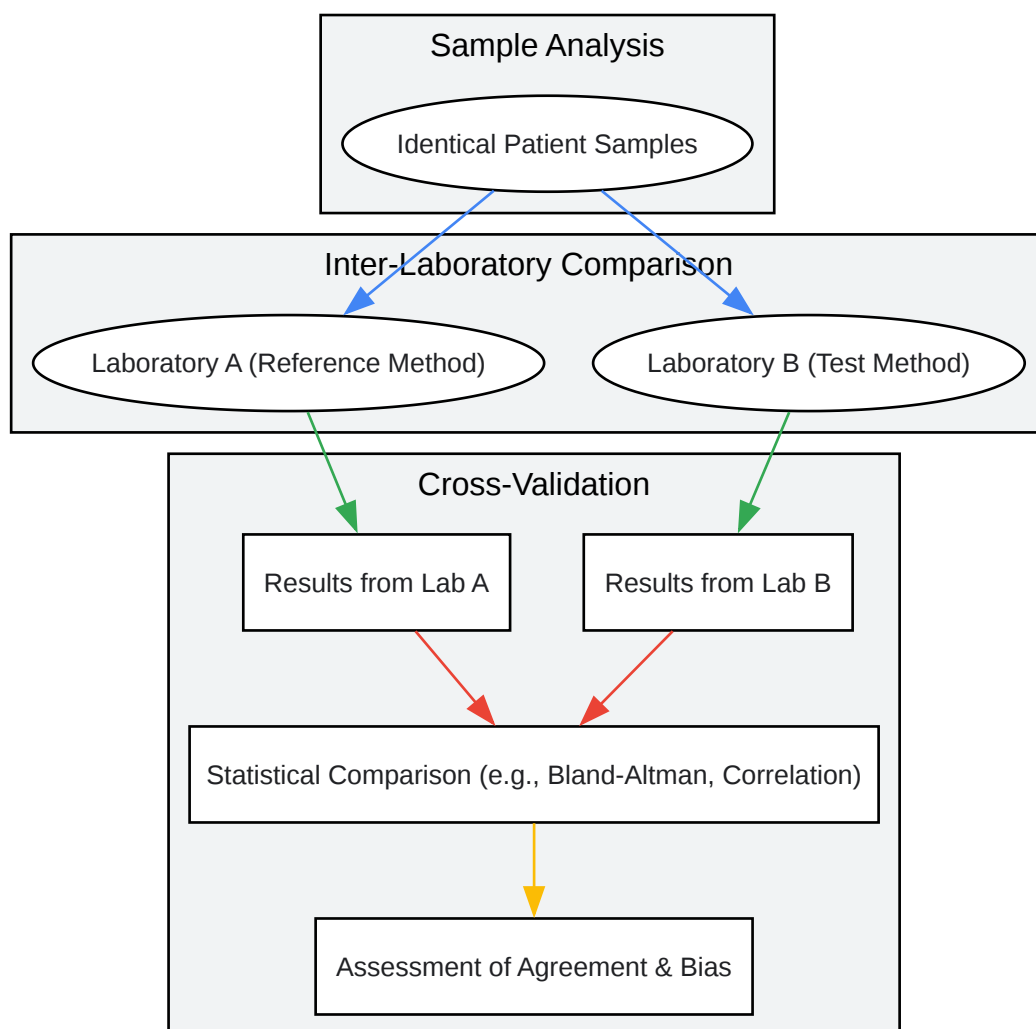 Sample Analysis
Identical Patient Samples
Inter-Laboratory Comparison
Laboratory A (Reference Method)
Laboratory B (Test Method)
Cross-Validation
Results from Lab A
Results from Lab B
Statistical Comparison (e.g., Bland-Altman, Correlation)
Assessment of Agreement & Bias